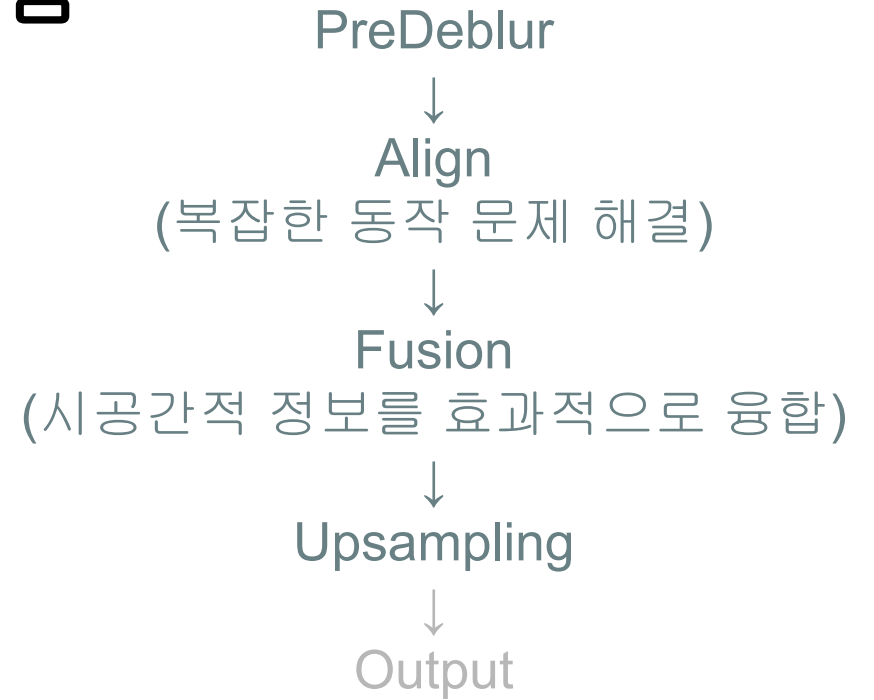 PreDeblur
↓
Align
(복잡한 동작 문제 해결)
↓
Fusion
(시공간적 정보를 효과적으로 융합)
↓
Upsampling
↓
Output